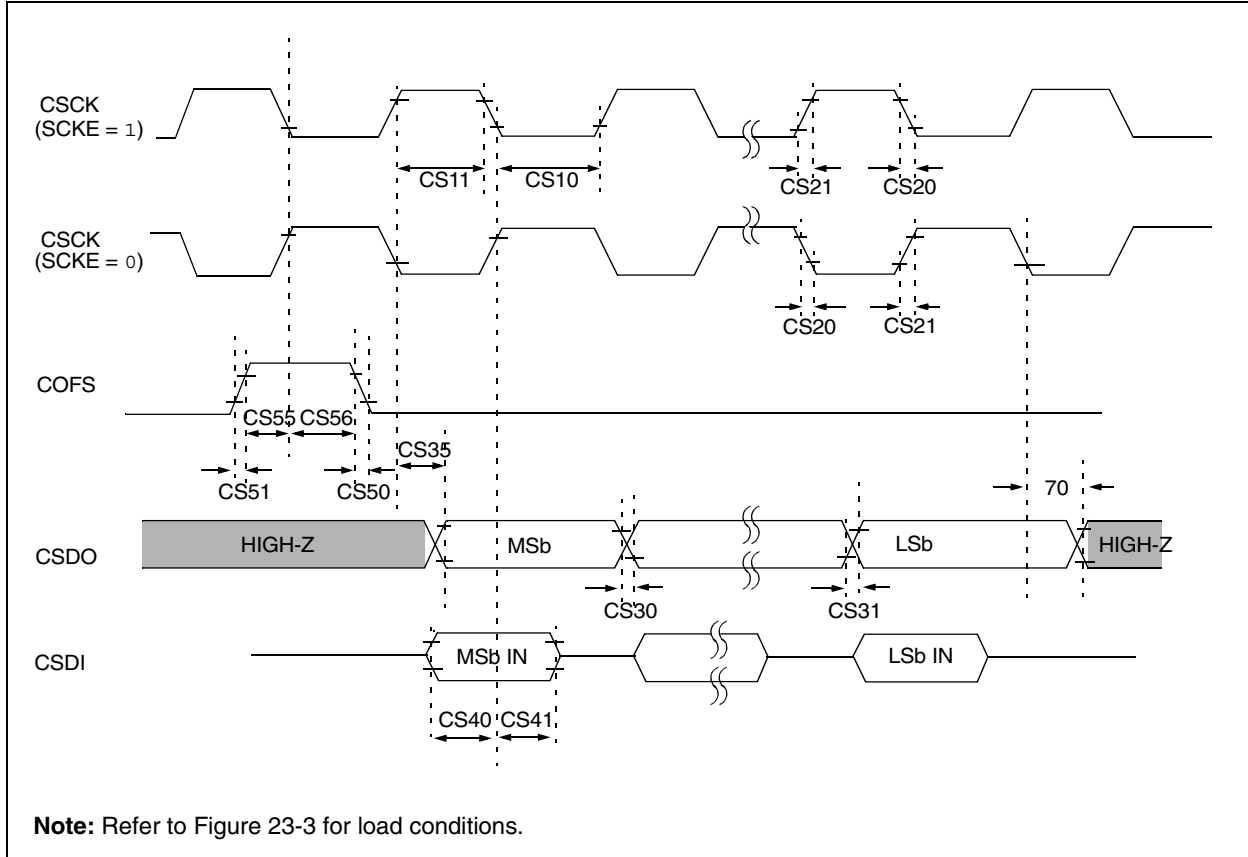 CSCK
(SCKE = 1)
CS11
CS10
CS21
CS20
CSCK
(SCKE = 0)
CS20
CS21
COFS
CS55
CS56
CS35
CS51
CS50
70
CSDO
HIGH-Z
MSb
LSb
HIGH-Z
CS30
CS31
CSDI
MSb IN
LSb IN
CS40
CS41
Note: Refer to Figure 23-3 for load conditions.